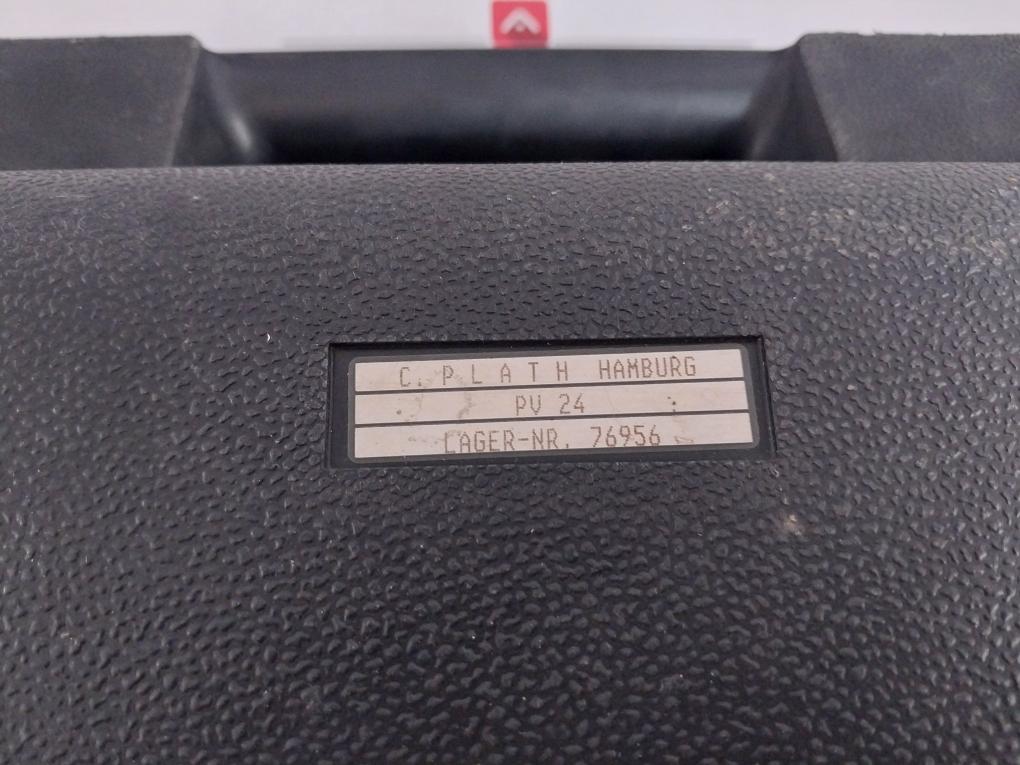 C. P L A T H HAMBURG
PV 24
LAGER-NR. 76956